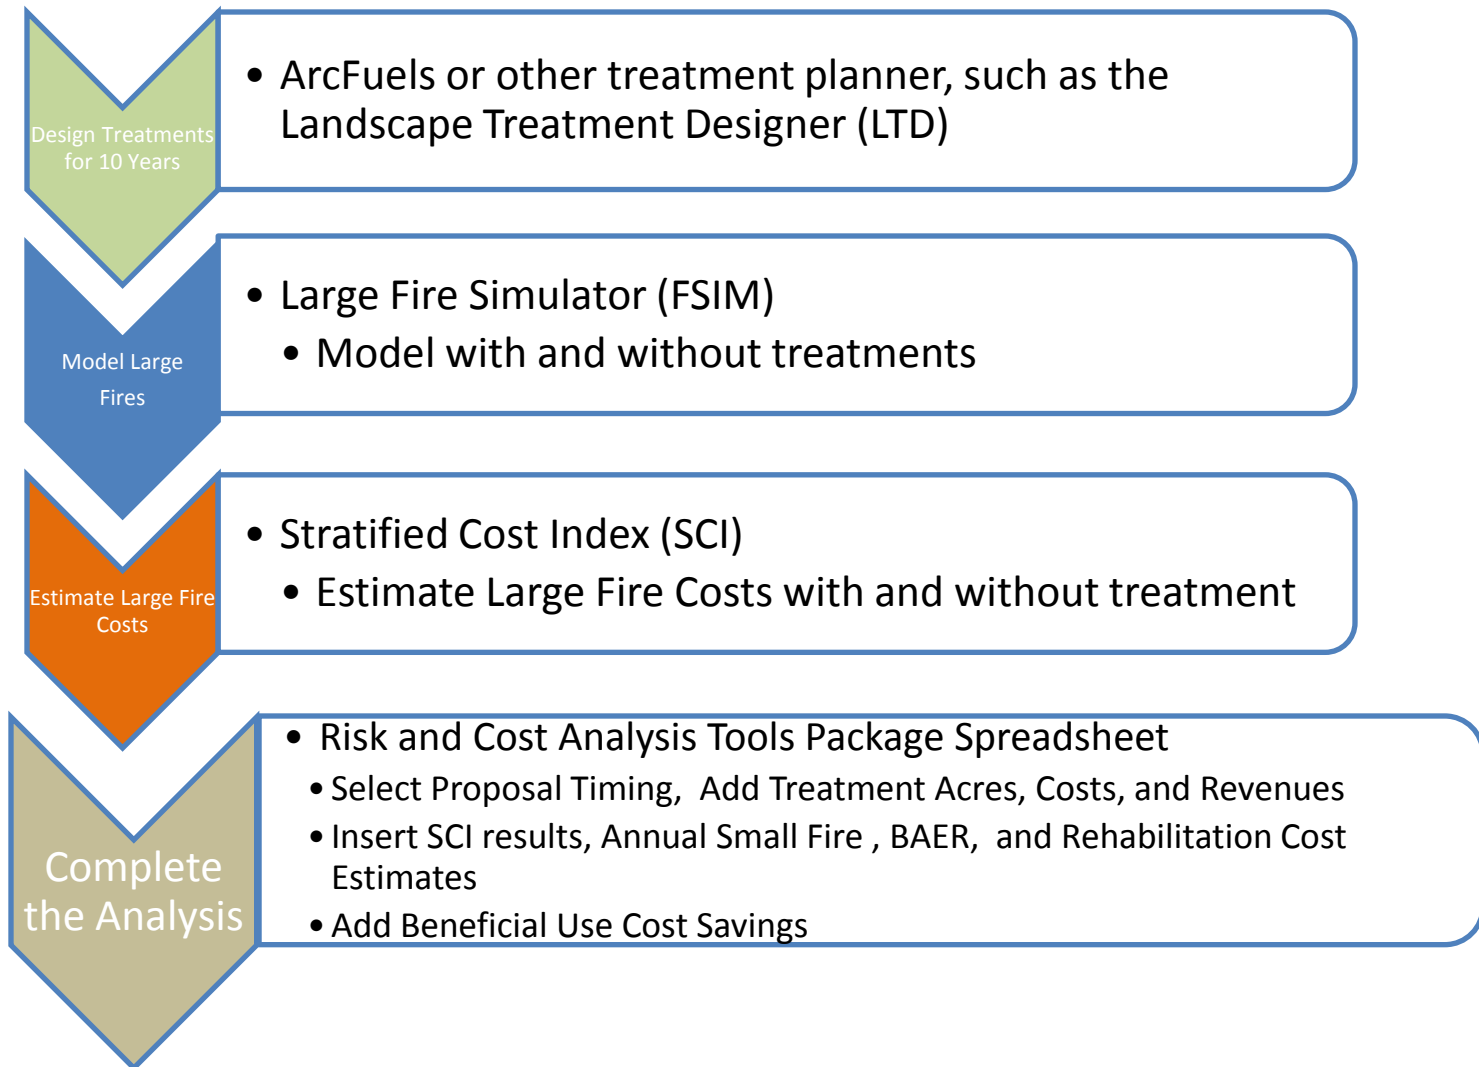 Design Treatments
for 10 Years
• ArcFuels or other treatment planner, such as the
Landscape Treatment Designer (LTD)
Model Large
Fires
• Large Fire Simulator (FSIM)
• Model with and without treatments
Estimate Large Fire
Costs
• Stratified Cost Index (SCI)
• Estimate Large Fire Costs with and without treatment
Complete
the Analysis
• Risk and Cost Analysis Tools Package Spreadsheet
• Select Proposal Timing,  Add Treatment Acres, Costs, and Revenues
• Insert SCI results, Annual Small Fire , BAER,  and Rehabilitation Cost
Estimates
• Add Beneficial Use Cost Savings